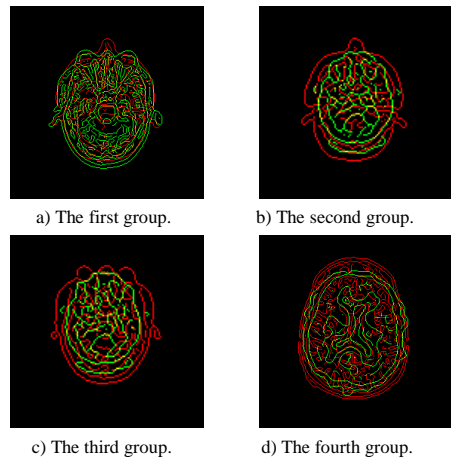 a) The first group.
b) The second group.
c) The third group.
d) The fourth group.